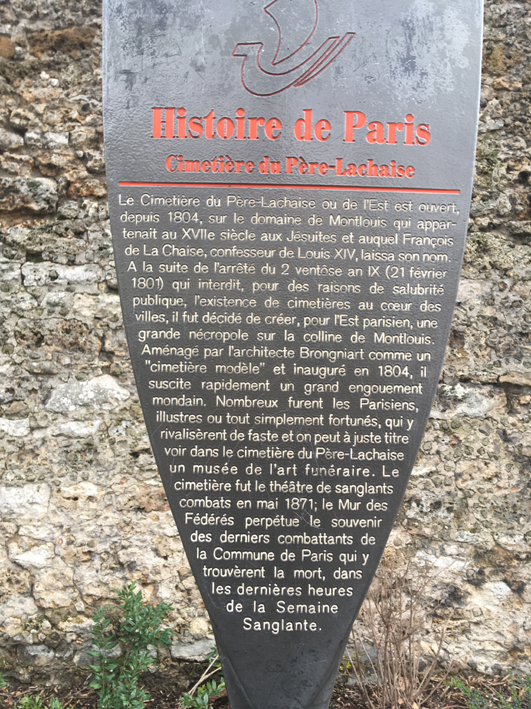 Histoire de Paris
Cimetière du Père-Lachaise
Le Cimetière du Père-Lachaise ou de l'Est est ouvert,
depuis 1804, sur le domaine de Montlouis qui appar-
tenait au XVIIe siècle aux Jésuites et auquel François
de La Chaise, confesseur de Louis XIV, laissa son nom.
A la suite de l'arrêté du 2 ventôse an IX (21 février
1801) qui interdit, pour des raisons de salubrité
publique, l'existence de cimetières au cœur des
villes, il fut décidé de créer, pour l'Est parisien, une
grande nécropole sur la colline de Montlouis.
Aménagé par l'architecte Brongniart comme un
"cimetière modèle" et inauguré en 1804, il
suscite rapidement un grand engouement
mondain. Nombreux furent les Parisiens,
illustres ou tout simplement fortunés, qui y
rivalisèrent de faste et on peut à juste titre
voir dans le cimetière du Père-Lachaise
un musée de l'art funéraire. Le
cimetière fut le théâtre de sanglants
combats en mai 1871; le Mur des
Fédérés perpétue le souvenir
des derniers combattants de
la Commune de Paris qui y
trouvèrent la mort, dans
les dernières heures
de la Semaine
Sanglante.